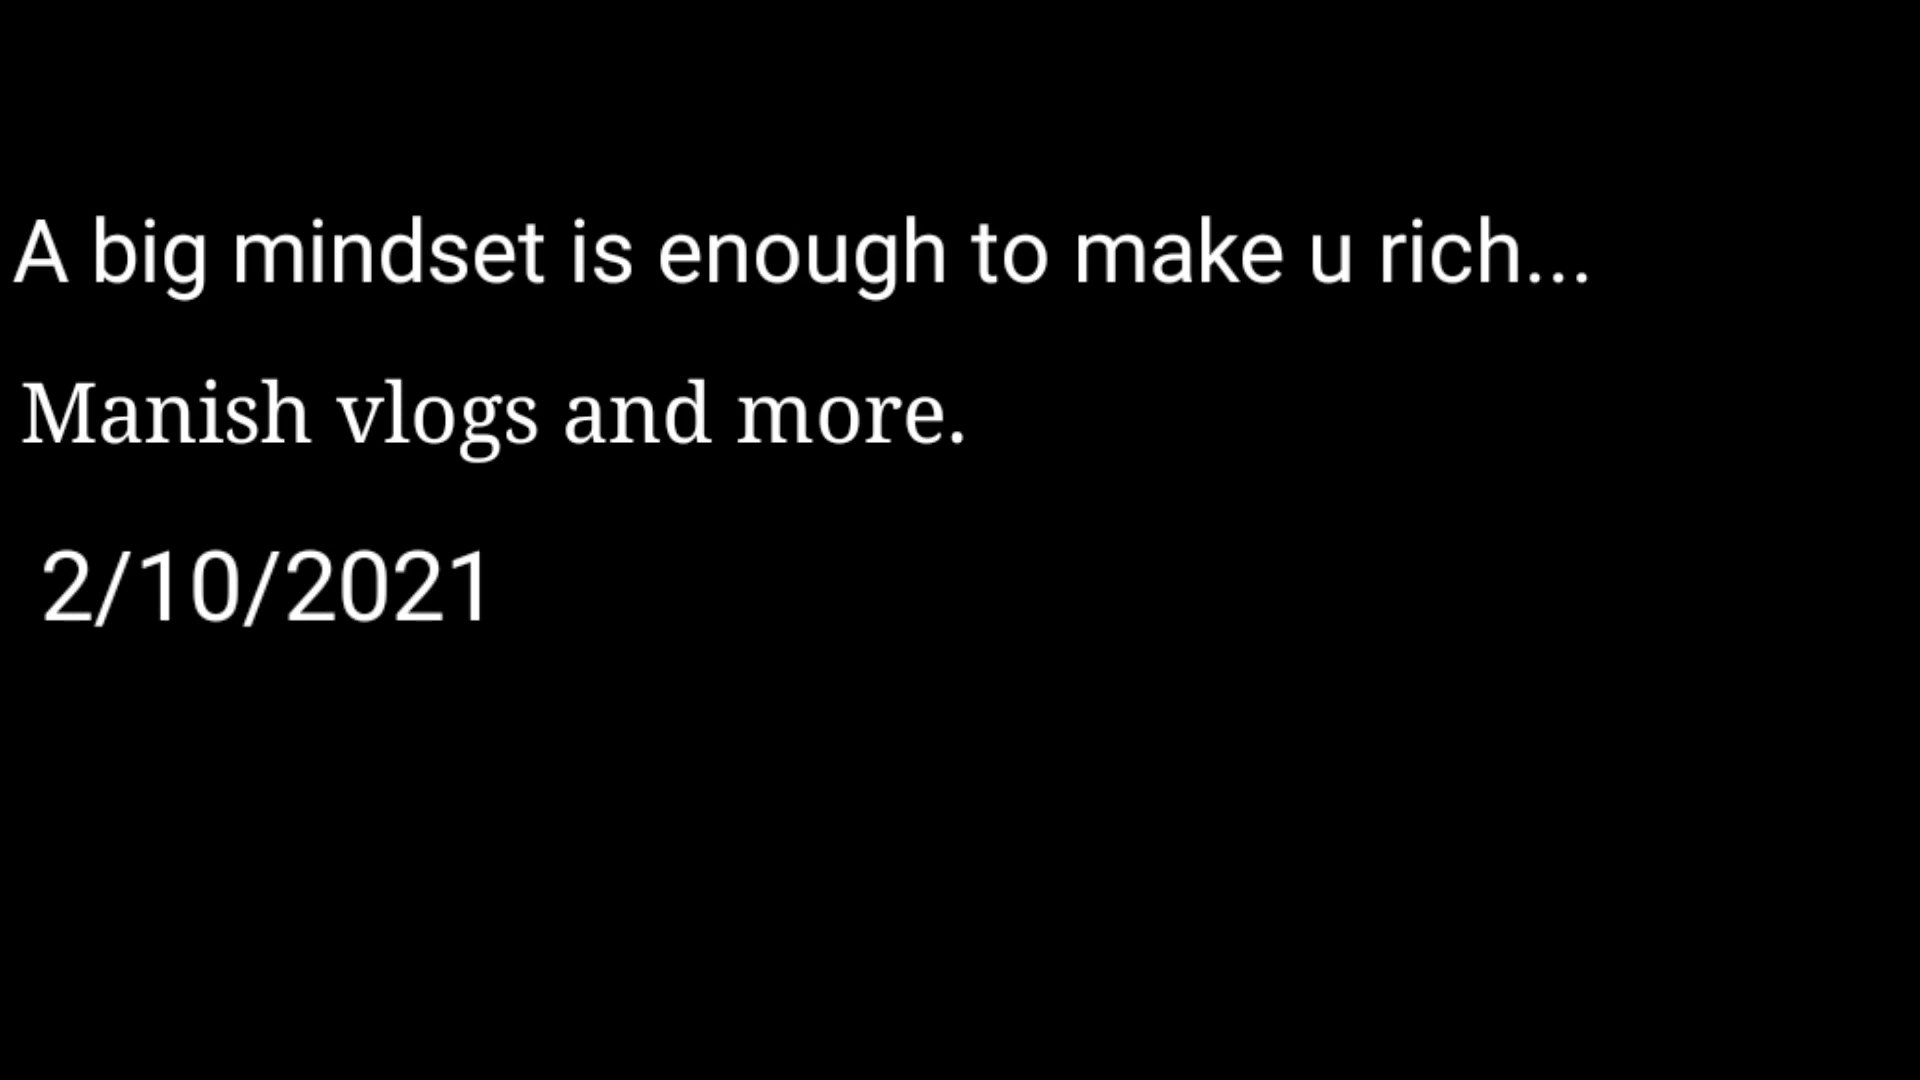 A big mindset is enough to make u rich...
Manish vlogs and more.
2/10/2021